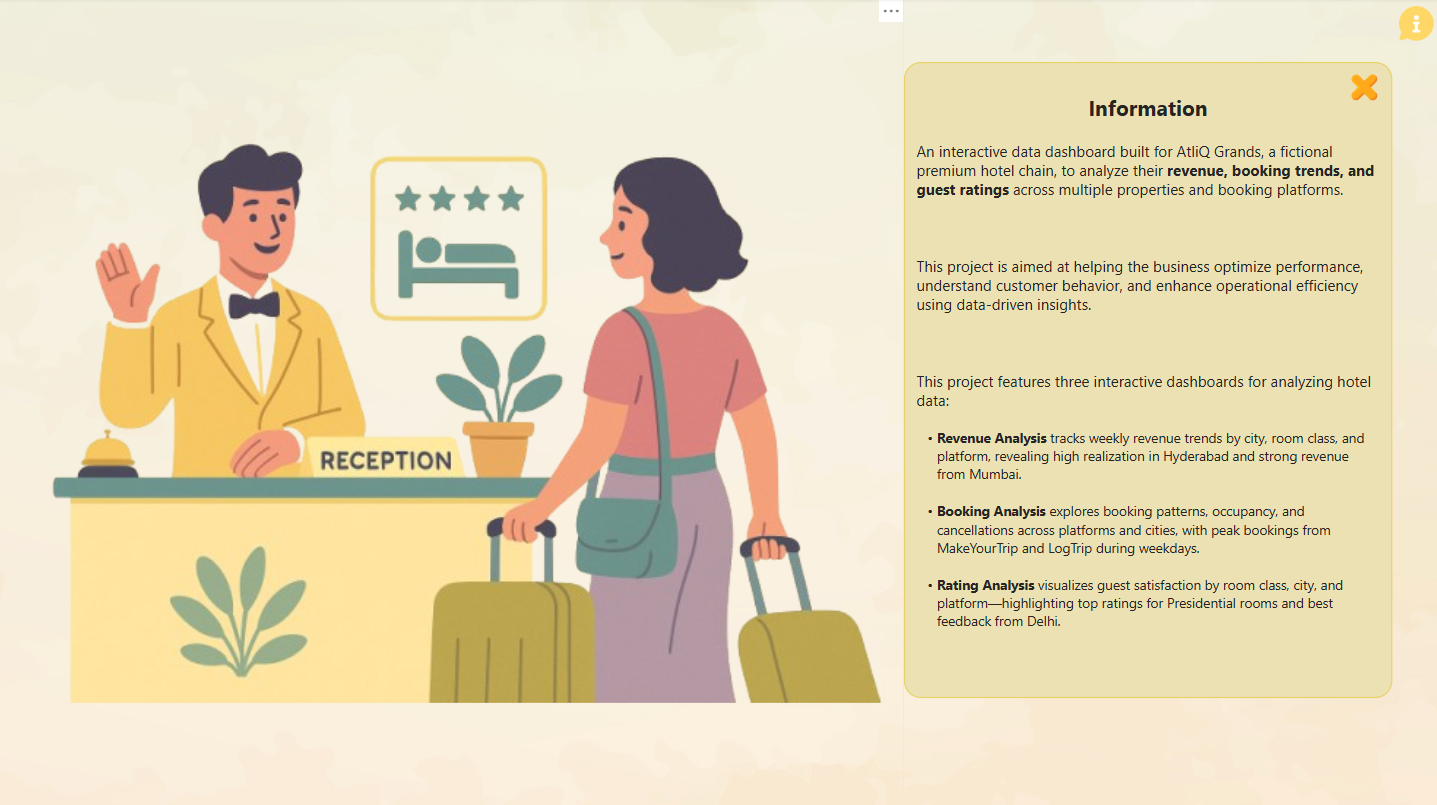 RECEPTION
Information
An interactive data dashboard built for AtliQ Grands, a fictional
premium hotel chain, to analyze their revenue, booking trends, and
guest ratings across multiple properties and booking platforms.
This project is aimed at helping the business optimize performance,
understand customer behavior, and enhance operational efficiency
using data-driven insights.
This project features three interactive dashboards for analyzing hotel
data:
• Revenue Analysis tracks weekly revenue trends by city, room class, and
platform, revealing high realization in Hyderabad and strong revenue
from Mumbai.
• Booking Analysis explores booking patterns, occupancy, and
cancellations across platforms and cities, with peak bookings from
MakeYourTrip and LogTrip during weekdays.
• Rating Analysis visualizes guest satisfaction by room class, city, and
platform—highlighting top ratings for Presidential rooms and best
feedback from Delhi.